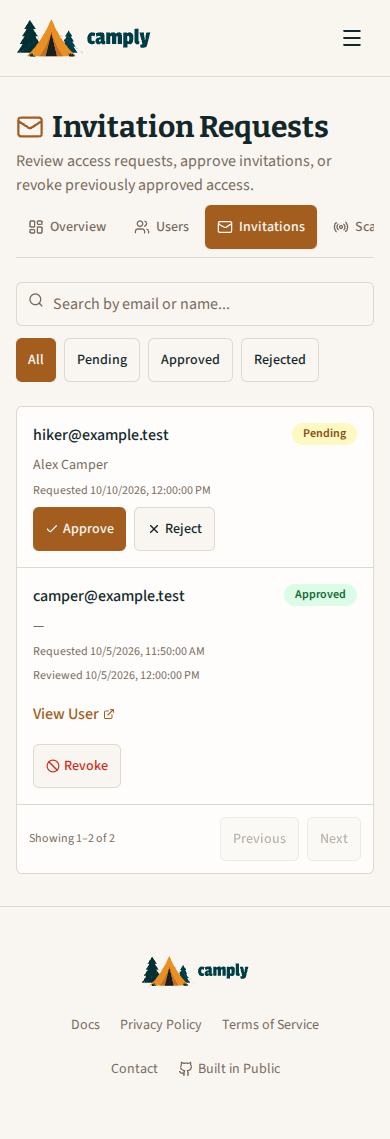 camply
Invitation Requests
Review access requests, approve invitations, or
revoke previously approved access.
Overview Users Invitations Sca
Search by email or name...
All Pending Approved Rejected
hiker@example.test Pending
Alex Camper
Requested 10/10/2026, 12:00:00 PM
Approve Reject
camper@example.test Approved
—
Requested 10/5/2026, 11:50:00 AM
Reviewed 10/5/2026, 12:00:00 PM
View User
Revoke
Showing 1–2 of 2 Previous Next
camply
Docs Privacy Policy Terms of Service
Contact Built in Public